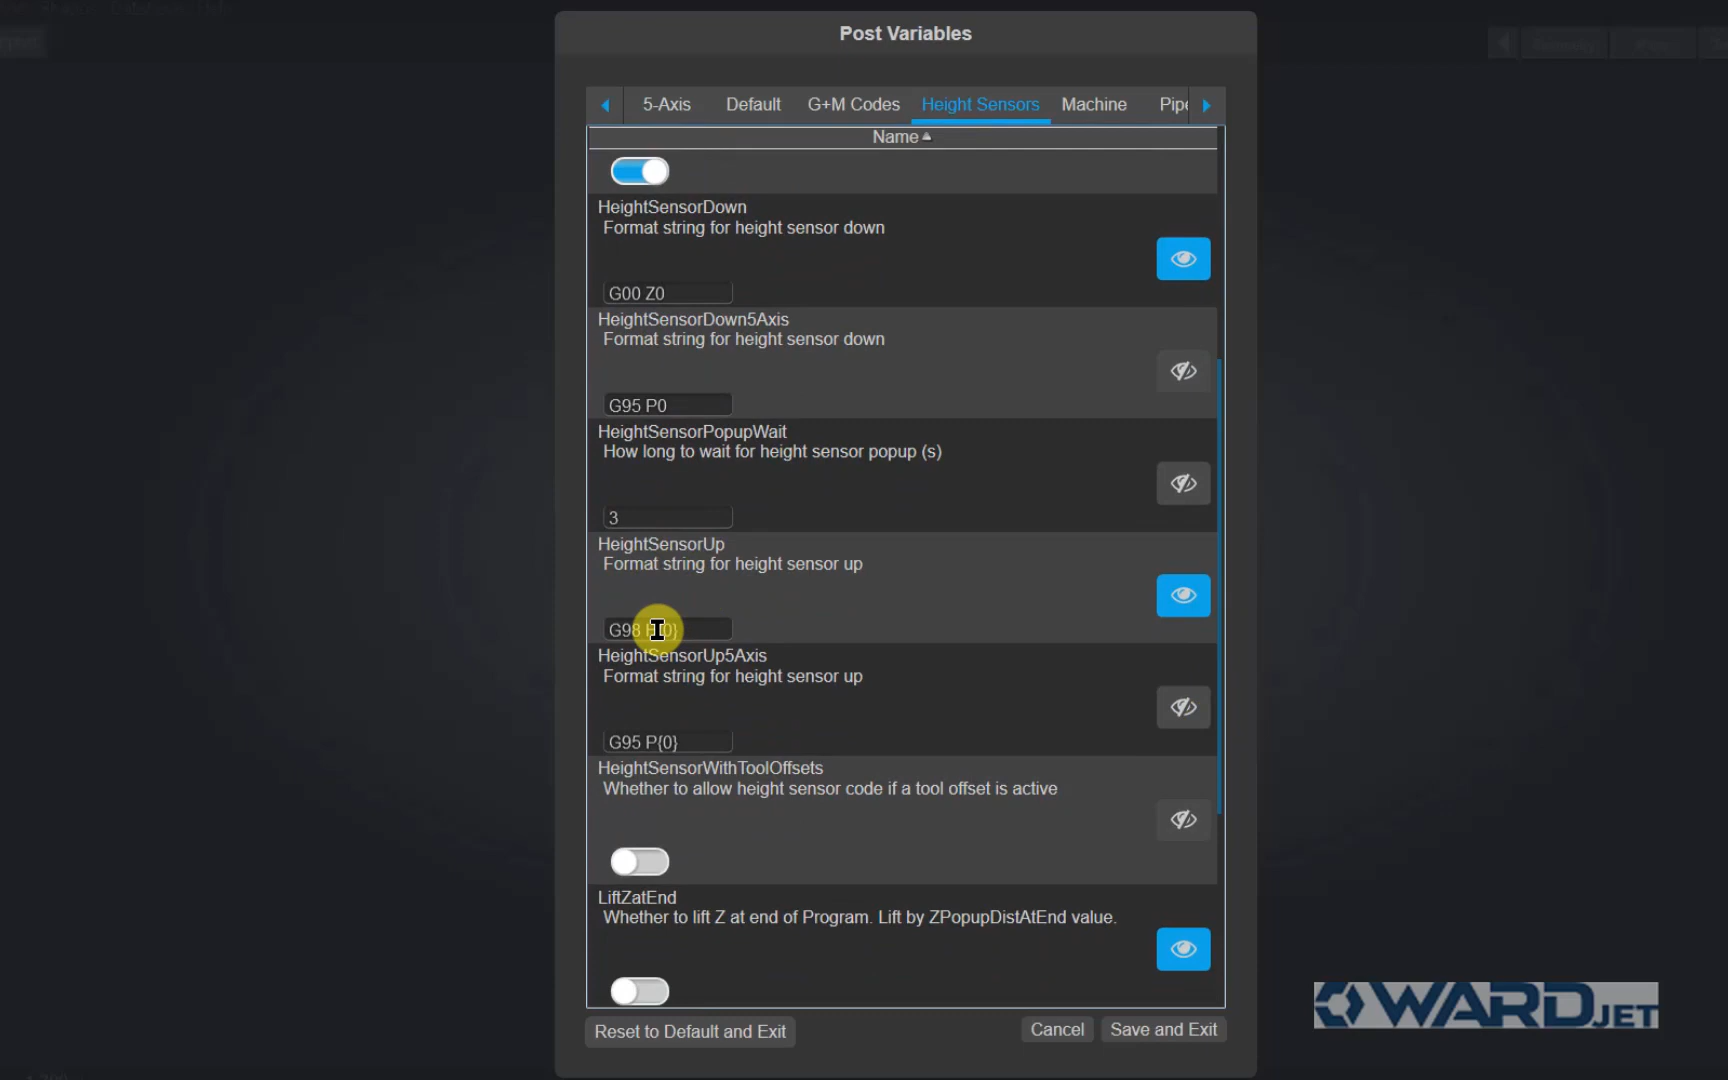 Post Variables
5-Axis Default G+M Codes Height Sensors Machine Pipe
Name
HeightSensorDown
Format string for height sensor down
G00 Z0
HeightSensorDown5Axis
Format string for height sensor down
G95 P0
HeightSensorPopupWait
How long to wait for height sensor popup (s)
3
HeightSensorUp
Format string for height sensor up
G98
HeightSensorUp5Axis
Format string for height sensor up
G95 P{0}
HeightSensorWithToolOffsets
Whether to allow height sensor code if a tool offset is active
LiftZatEnd
Whether to lift Z at end of Program. Lift by ZPopupDistAtEnd value.
Reset to Default and Exit Cancel Save and Exit
WARDJET